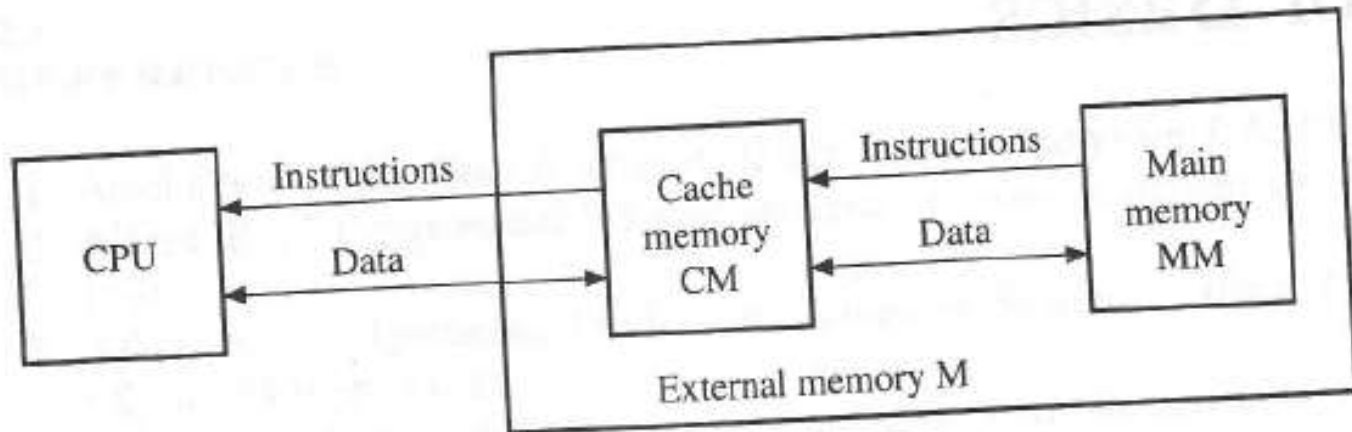 CPU
Instructions
Data
Cache
memory
CM
Instructions
Data
Main
memory
MM
External memory M